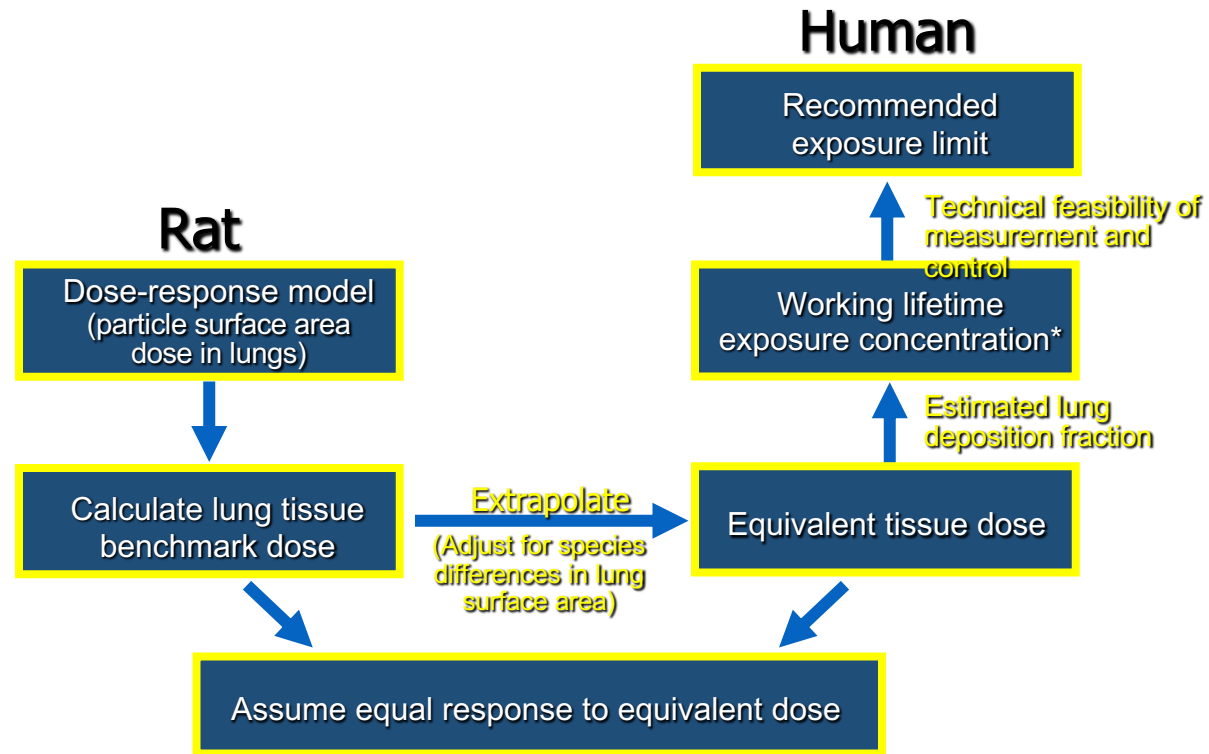 Human
Recommended
exposure limit
Technical feasibility of
measurement and
control
Rat
Dose-response model
(particle surface area
dose in lungs)
Working lifetime
exposure concentration*
Estimated lung
deposition fraction
Calculate lung tissue
benchmark dose
Extrapolate
(Adjust for species
differences in lung
surface area)
Equivalent tissue dose
Assume equal response to equivalent dose